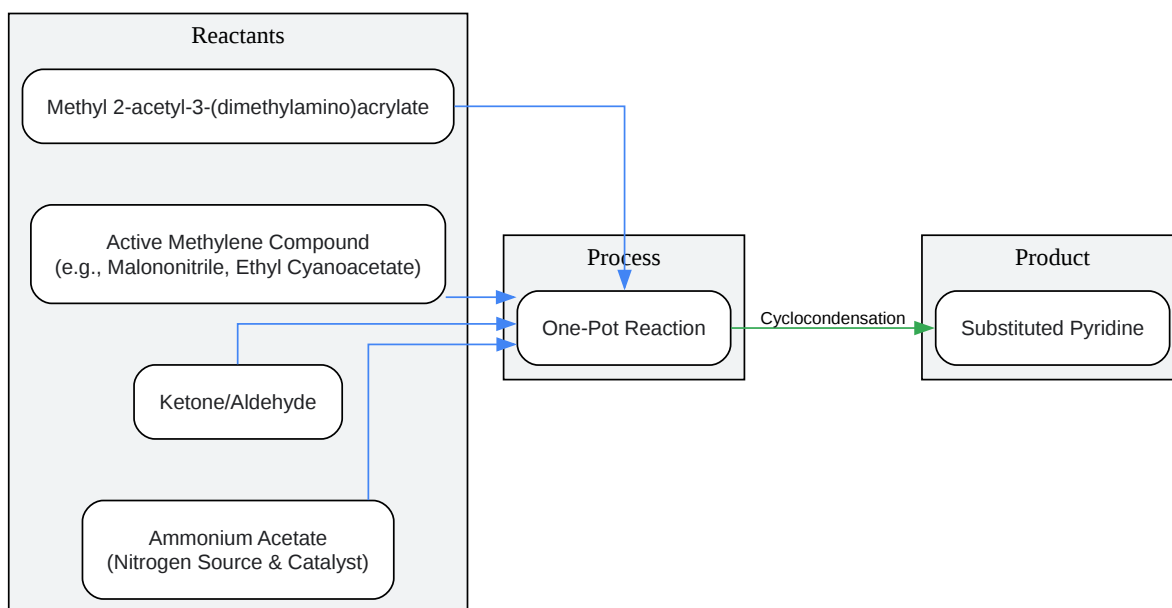 Reactants
Methyl 2-acetyl-3-(dimethylamino)acrylate
Active Methylene Compound
(e.g., Malononitrile, Ethyl Cyanoacetate)
Ketone/Aldehyde
Ammonium Acetate
(Nitrogen Source & Catalyst)
Process
One-Pot Reaction
Cyclocondensation
Product
Substituted Pyridine